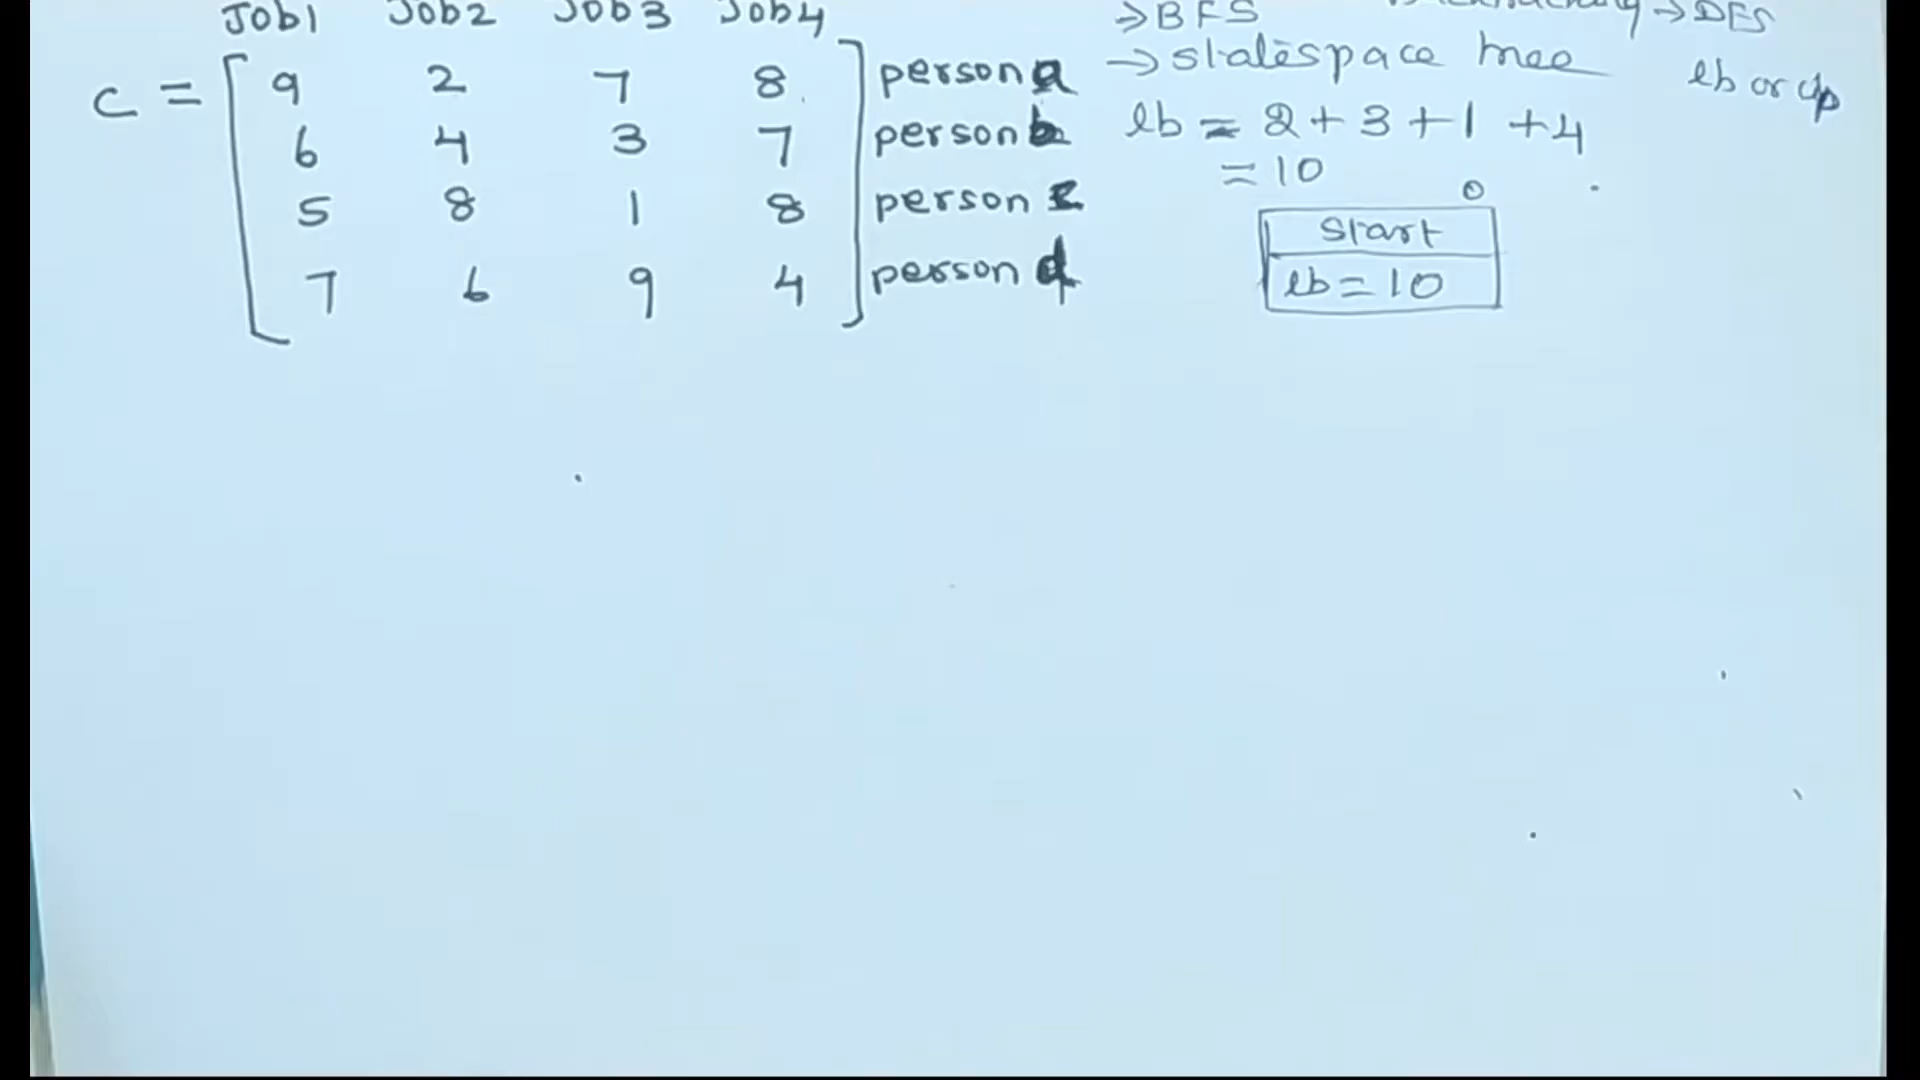 Job1 Job2 Job3 Job4
C = 9 2 7 8 person a
6 4 3 7 person b
5 8 1 8 person c
7 6 9 4 person d
→BFS →DFS
→statespace tree
lb or up
lb = 2+3+1+4
=10
0
Start
lb=10